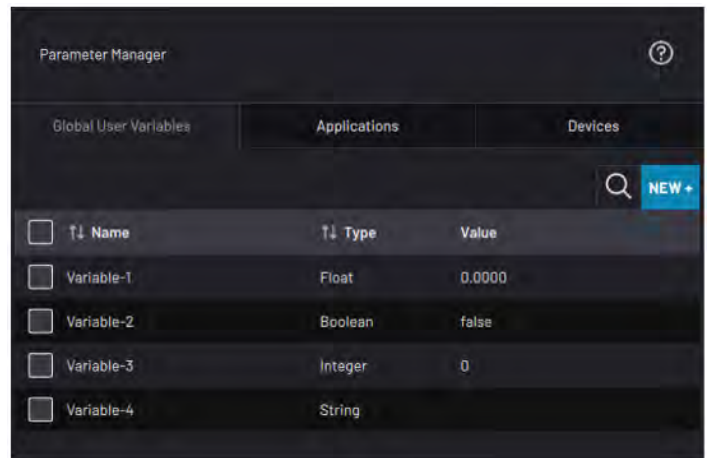 Parameter Manager
Global User Variables Applications Devices
NEW +
Name Type Value
Variable-1 Float 0.0000
Variable-2 Boolean false
Variable-3 Integer 0
Variable-4 String